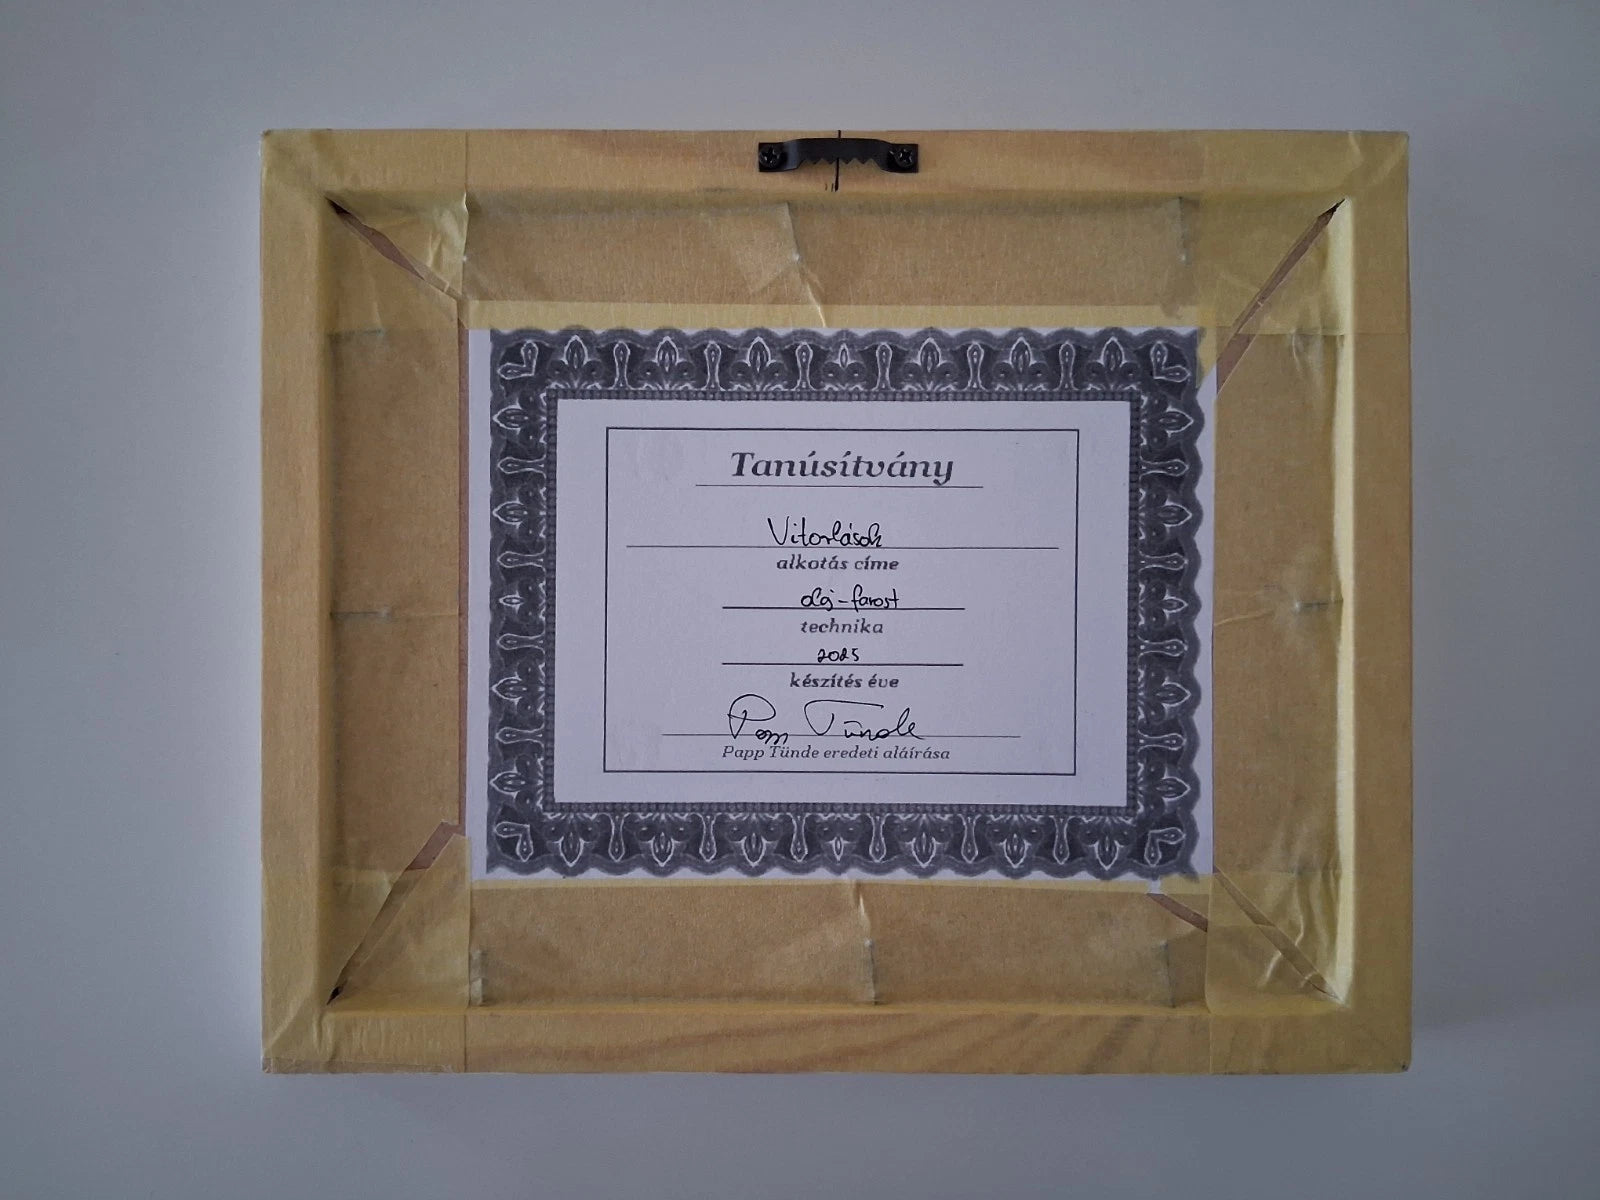 Tanúsítvány
Vitorlások
alkotás címe
olaj-farost
technika
2025
készítés éve
Papp Tünde
Papp Tünde eredeti aláírása